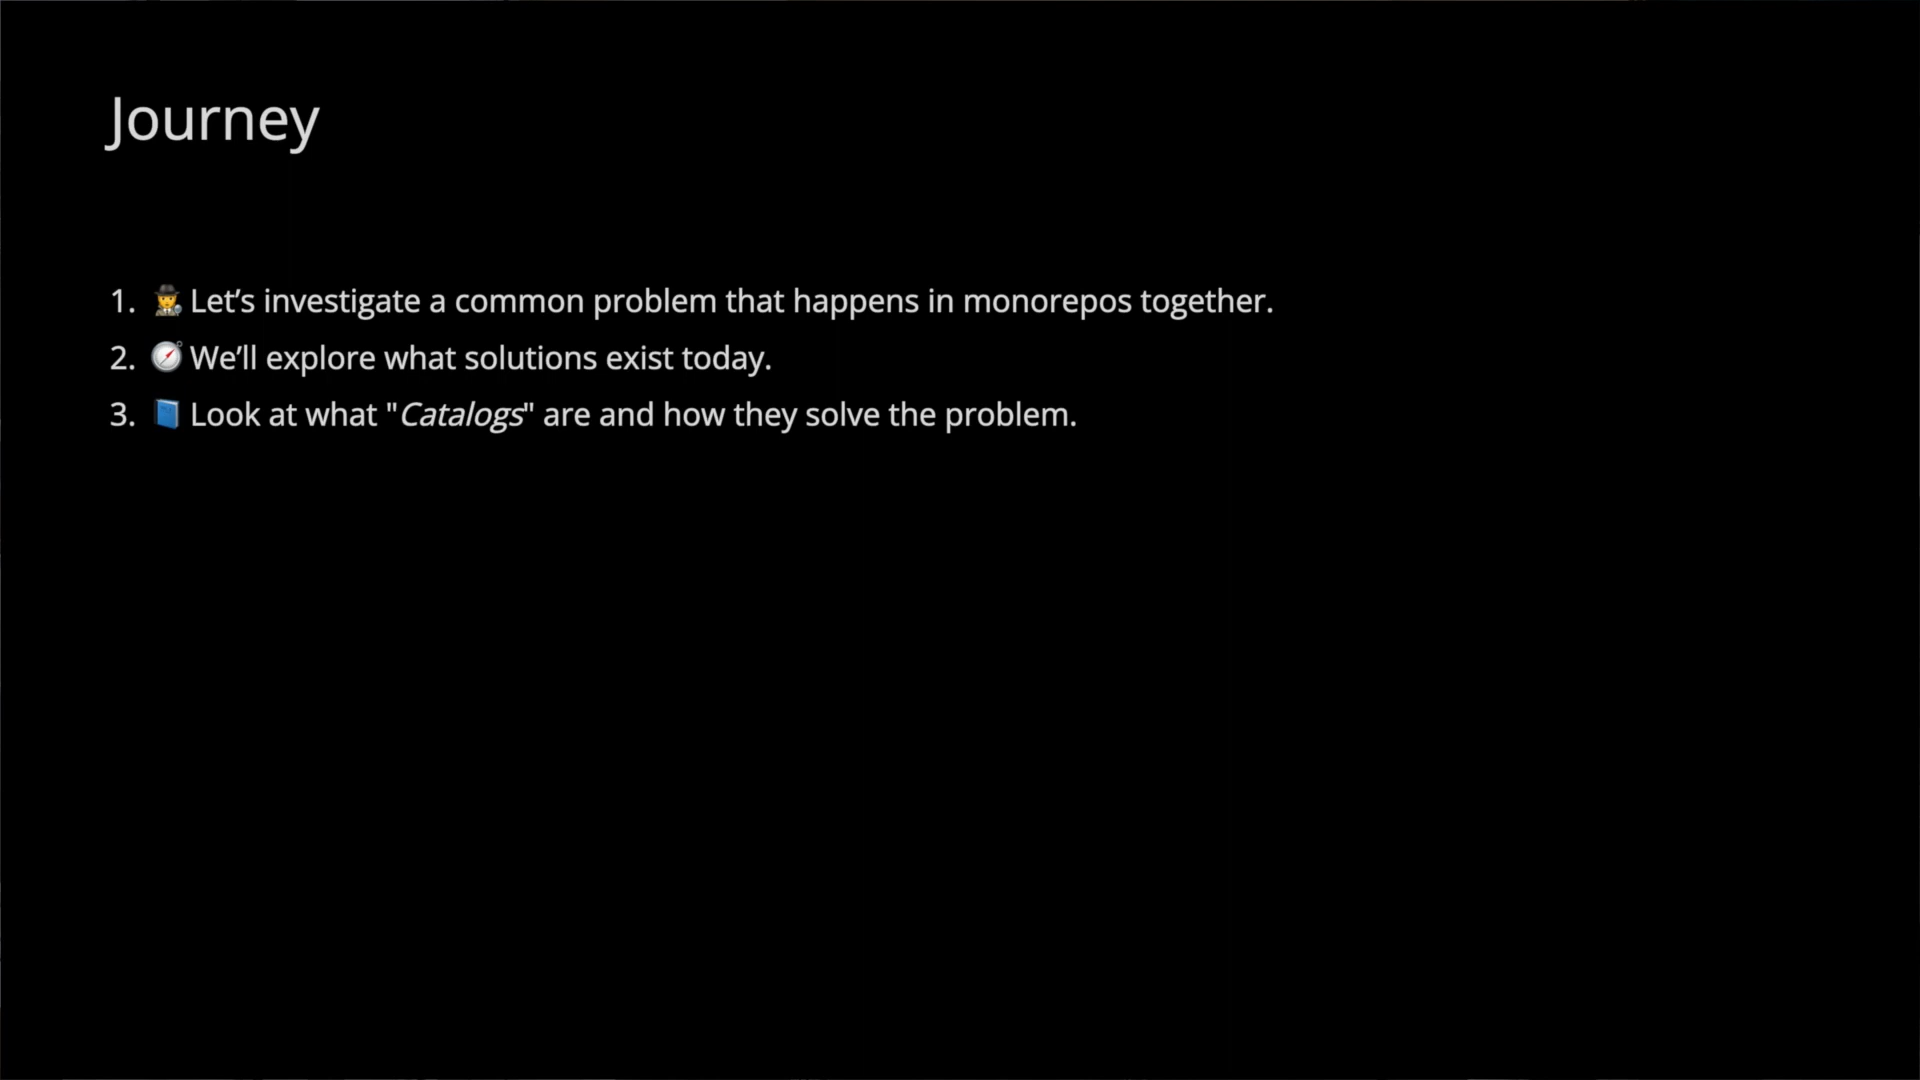 Journey
1. 🕵️ Let’s investigate a common problem that happens in monorepos together.
2. 🧭 We’ll explore what solutions exist today.
3. 📘 Look at what "Catalogs" are and how they solve the problem.